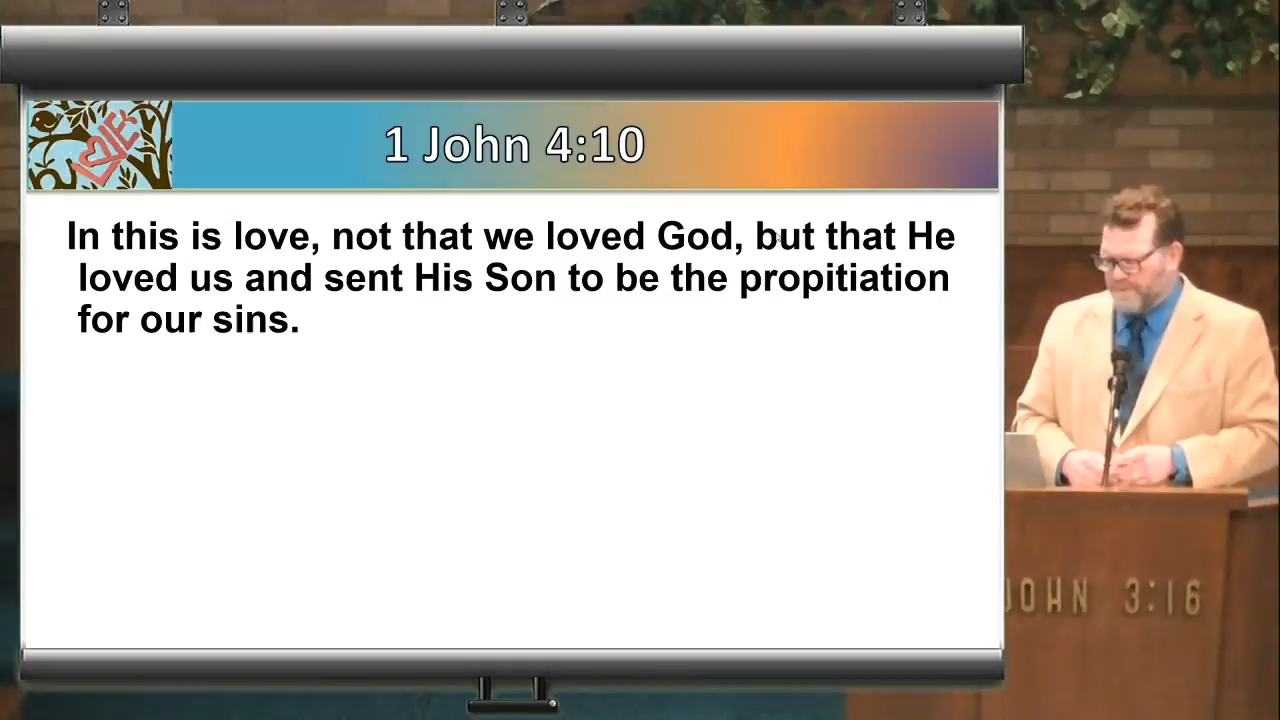 LOVE
1 John 4:10
In this is love, not that we loved God, but that He
loved us and sent His Son to be the propitiation
for our sins.
JOHN 3:16